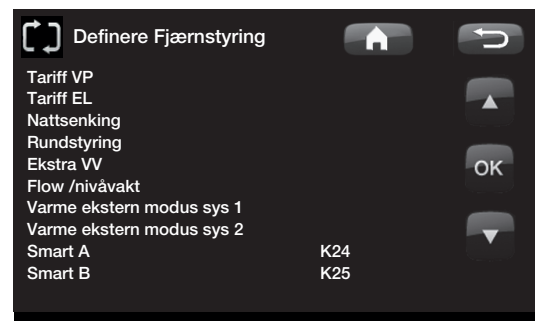 Definere Fjærnstyring
Tariff VP
Tariff EL
Nattsenking
Rundstyring
Ekstra VV
Flow /nivåvakt
Varme ekstern modus sys 1
Varme ekstern modus sys 2
Smart A K24
Smart B K25
OK